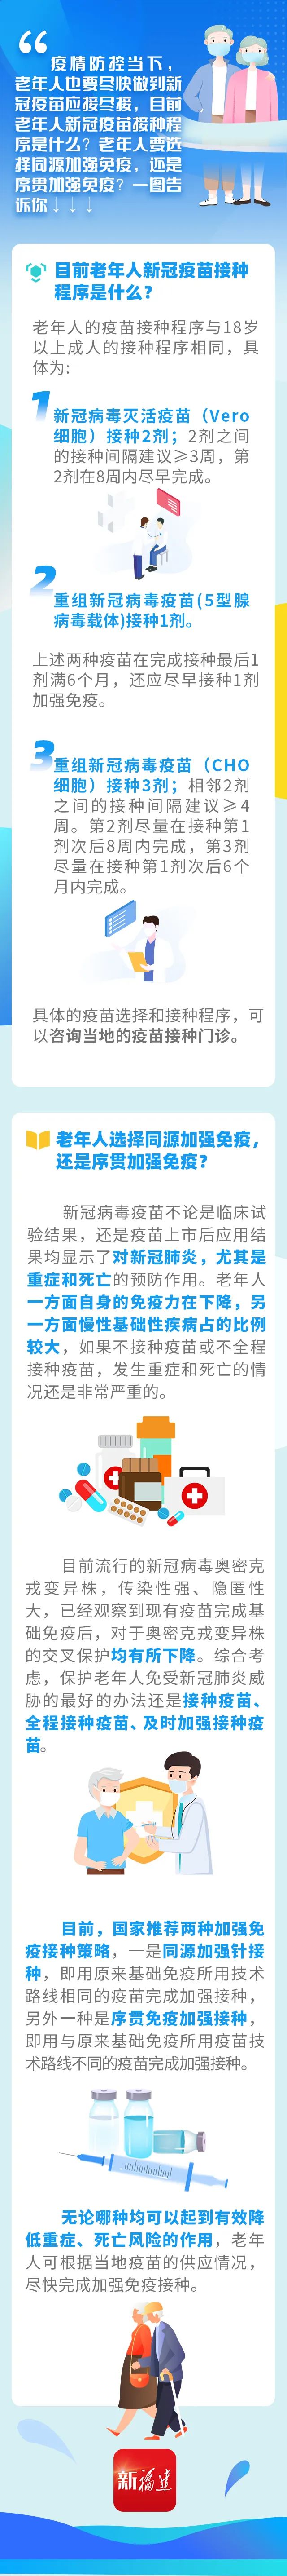 疫情防控当下，
老年人也要尽快做到新
冠疫苗应接尽接，目前
老年人新冠疫苗接种程
序是什么？老年人要选
择同源加强免疫，还是
序贯加强免疫？一图告
诉你↓↓↓
目前老年人新冠疫苗接种
程序是什么？
老年人的疫苗接种程序与18岁
以上成人的接种程序相同，具
体为:
1
新冠病毒灭活疫苗（Vero
细胞）接种2剂；2剂之间
的接种间隔建议≥3周，第
2剂在8周内尽早完成。
2
重组新冠病毒疫苗(5型腺
病毒载体)接种1剂。
上述两种疫苗在完成接种最后1
剂满6个月，还应尽早接种1剂
加强免疫。
3
重组新冠病毒疫苗（CHO
细胞）接种3剂；相邻2剂
之间的接种间隔建议≥4
周。第2剂尽量在接种第1
剂次后8周内完成，第3剂
尽量在接种第1剂次后6个
月内完成。
具体的疫苗选择和接种程序，可
以咨询当地的疫苗接种门诊。
老年人选择同源加强免疫，
还是序贯加强免疫？
新冠病毒疫苗不论是临床试
验结果，还是疫苗上市后应用结
果均显示了对新冠肺炎，尤其是
重症和死亡的预防作用。老年人
一方面自身的免疫力在下降，另
一方面慢性基础性疾病占的比例
较大，如果不接种疫苗或不全程
接种疫苗，发生重症和死亡的情
况还是非常严重的。
目前流行的新冠病毒奥密克
戎变异株，传染性强、隐匿性
大，已经观察到现有疫苗完成基
础免疫后，对于奥密克戎变异株
的交叉保护均有所下降。综合考
虑，保护老年人免受新冠肺炎威
胁的最好的办法还是接种疫苗、
全程接种疫苗、及时加强接种疫
苗。
目前，国家推荐两种加强免
疫接种策略，一是同源加强针接
种，即用原来基础免疫所用技术
路线相同的疫苗完成加强接种，
另外一种是序贯免疫加强接种，
即用与原来基础免疫所用疫苗技
术路线不同的疫苗完成加强接种。
无论哪种均可以起到有效降
低重症、死亡风险的作用，老年
人可根据当地疫苗的供应情况，
尽快完成加强免疫接种。
新福建